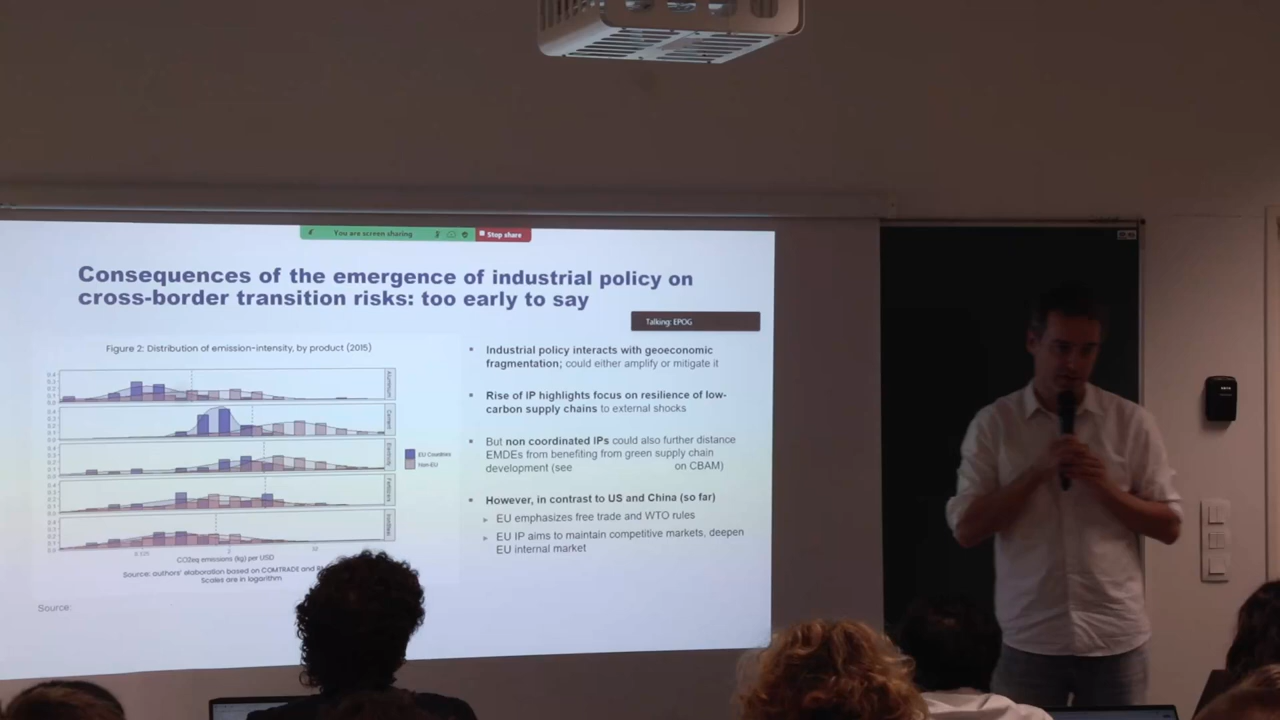 You are screen sharing
Stop share
Consequences of the emergence of industrial policy on
cross-border transition risks: too early to say
Talking: EPOG
Figure 2: Distribution of emission-intensity, by product (2015)
Aluminum
Cement
Electricity
Fertilizers
Iron/Steel
EU Countries
Non-EU
CO2eq emissions (kg) per USD
Source: authors' elaboration based on COMTRADE and
Scales are in logarithm
Source:
▪ Industrial policy interacts with geoeconomic
fragmentation; could either amplify or mitigate it
▪ Rise of IP highlights focus on resilience of low-
carbon supply chains to external shocks
▪ But non coordinated IPs could also further distance
EMDEs from benefiting from green supply chain
development (see on CBAM)
▪ However, in contrast to US and China (so far)
▸ EU emphasizes free trade and WTO rules
▸ EU IP aims to maintain competitive markets, deepen
EU internal market